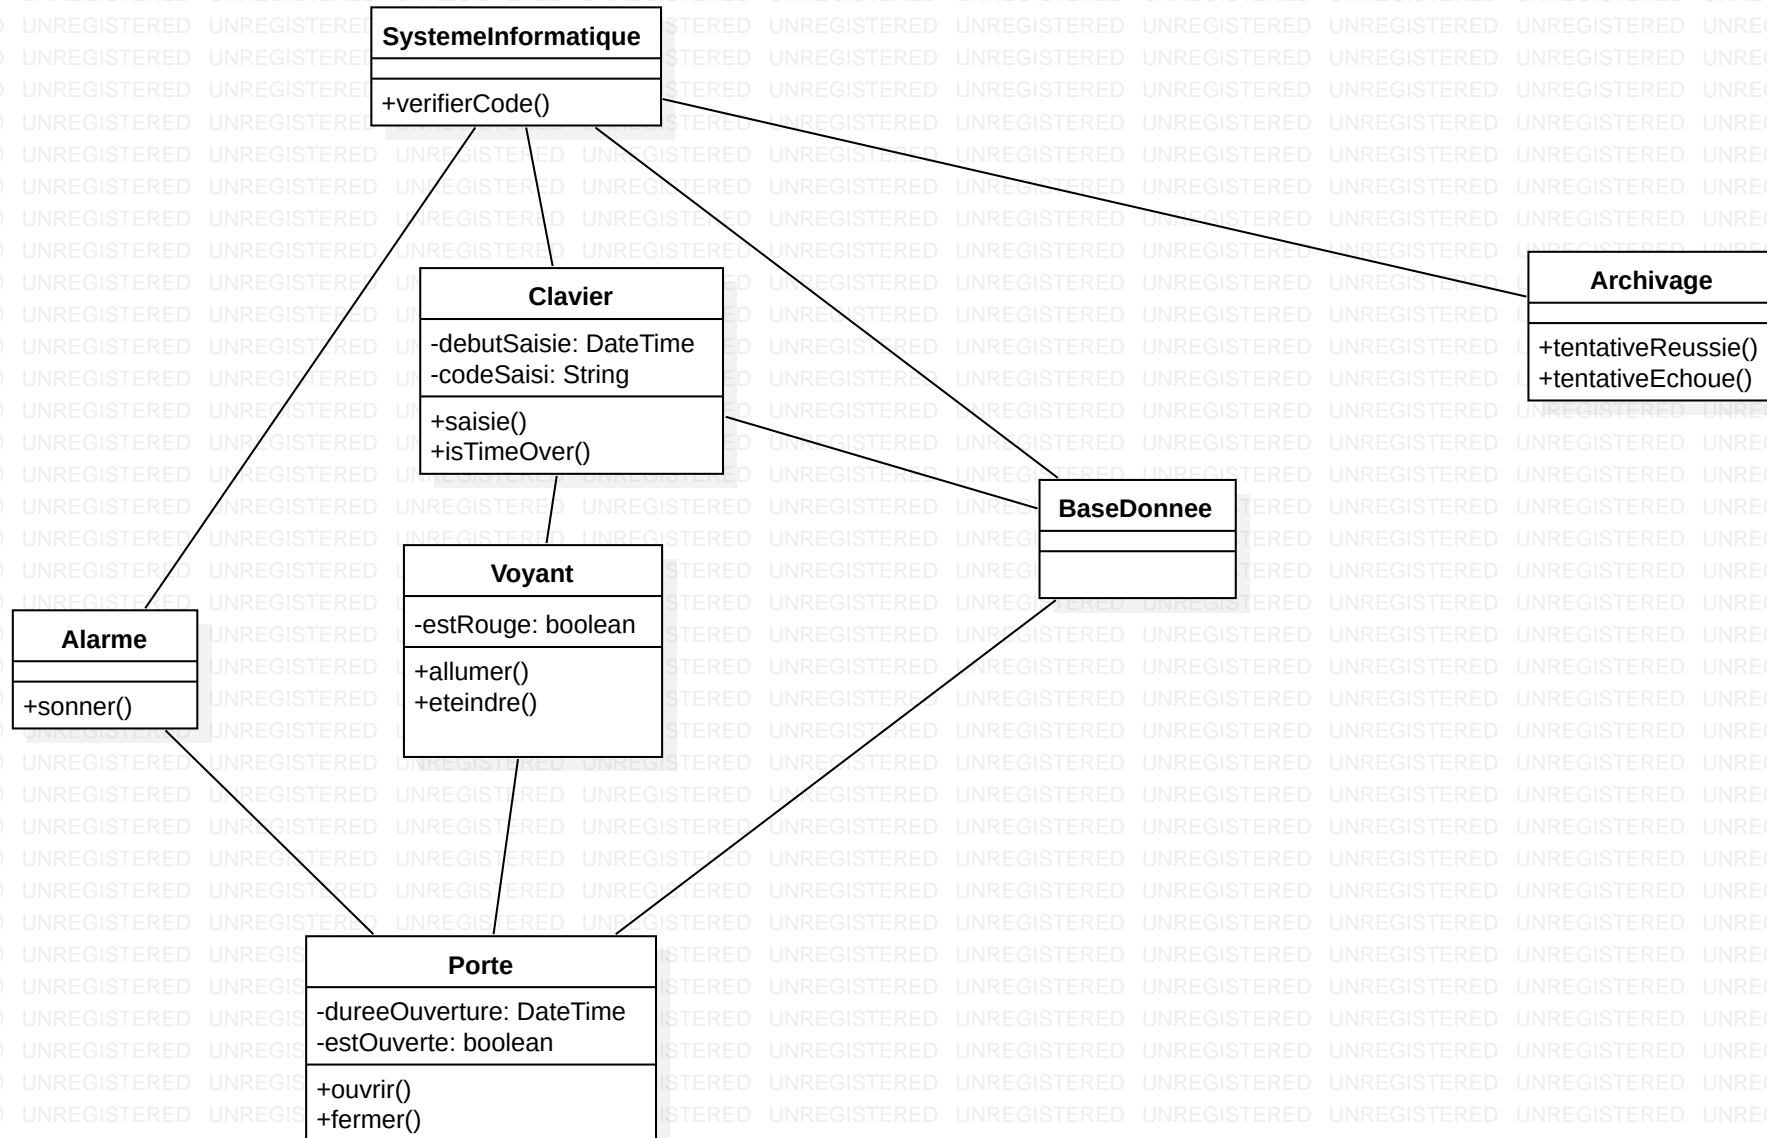 SystemeInformatique
+verifierCode()
Clavier
-debutSaisie: DateTime
-codeSaisi: String
+saisie()
+isTimeOver()
Archivage
+tentativeReussie()
+tentativeEchoue()
BaseDonnee
Voyant
-estRouge: boolean
+allumer()
+eteindre()
Alarme
+sonner()
Porte
-dureeOuverture: DateTime
-estOuverte: boolean
+ouvrir()
+fermer()
UNREGISTERED